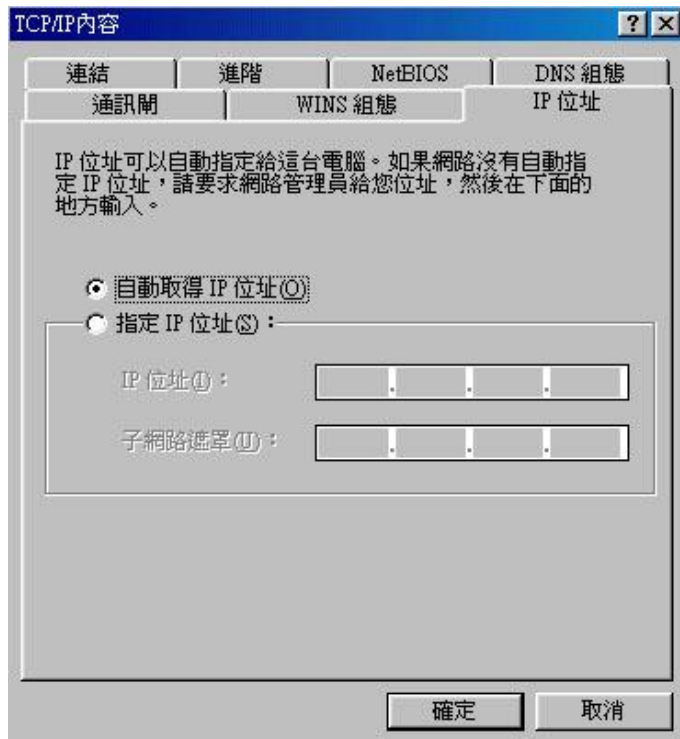 TCP/IP內容
連結 進階 NetBIOS DNS 組態
通訊閘 WINS 組態 IP 位址
IP 位址可以自動指定給這台電腦。如果網路沒有自動指
定 IP 位址，請要求網路管理員給您位址，然後在下面的
地方輸入。
自動取得 IP 位址(O)
指定 IP 位址(S)：
IP 位址(I)：
. . .
子網路遮罩(U)：
. . .
確定 取消